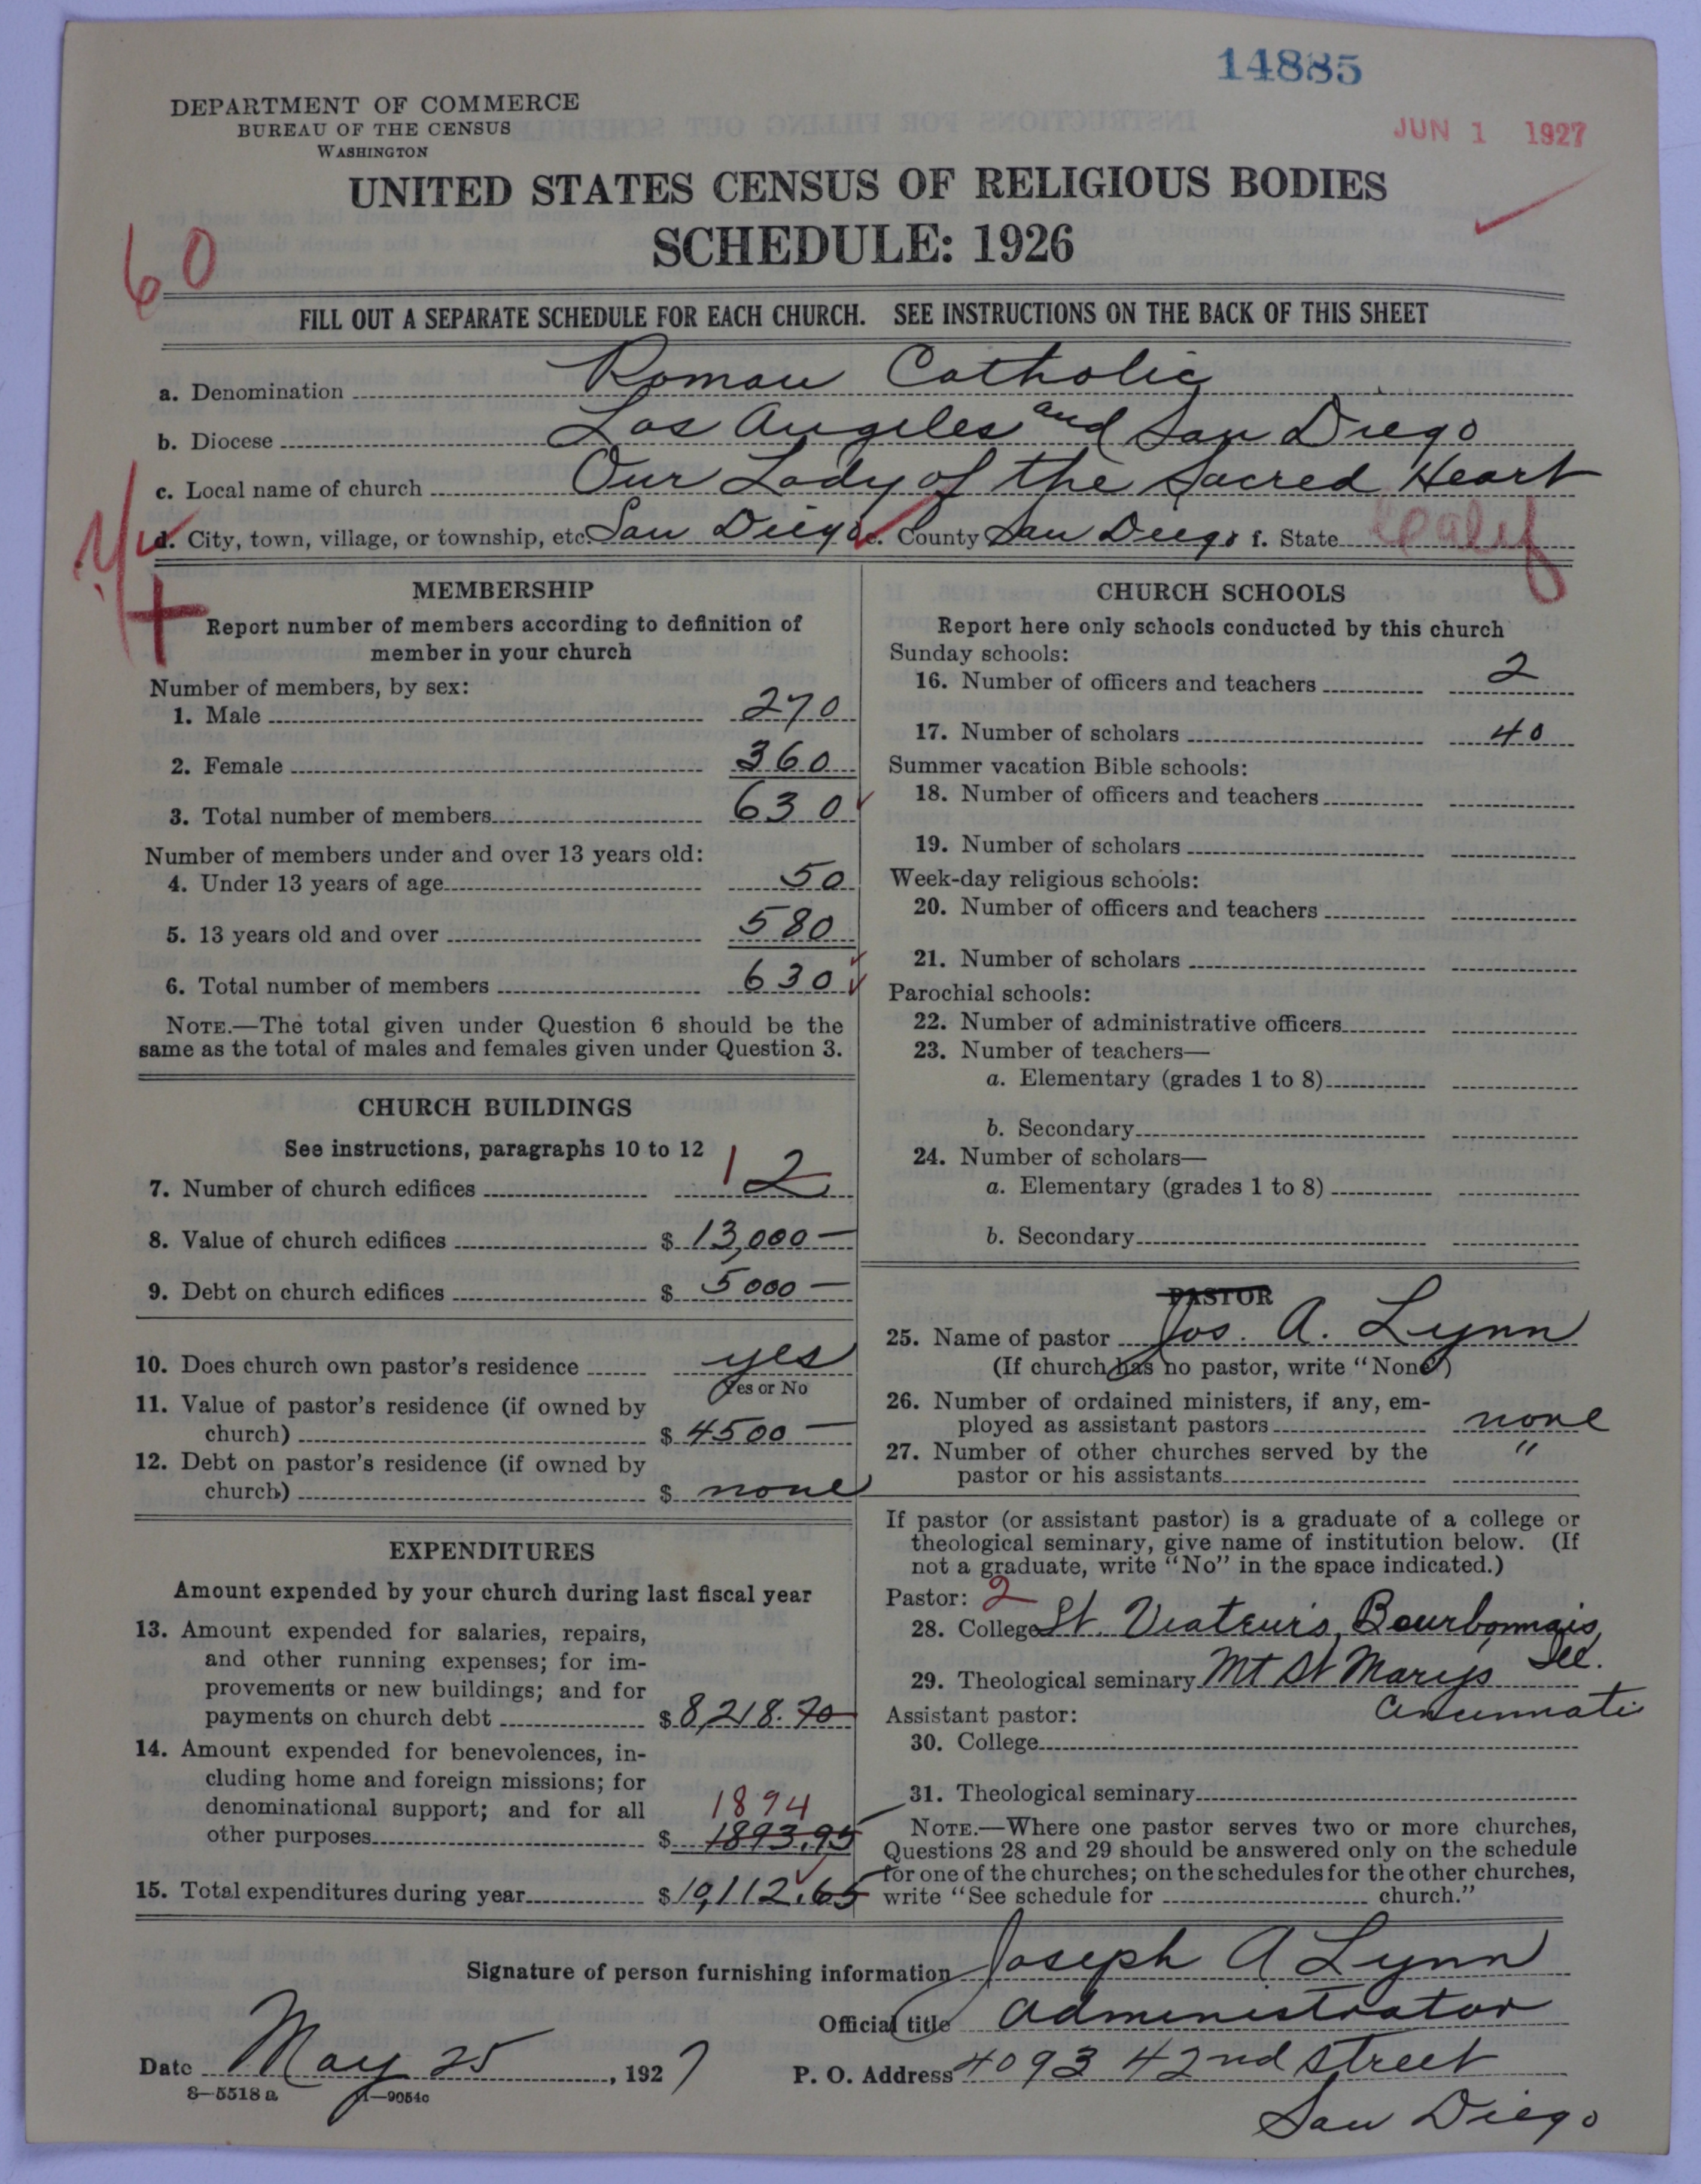 14885
DEPARTMENT OF COMMERCE
BUREAU OF THE CENSUS
WASHINGTON
JUN 1 1927
UNITED STATES CENSUS OF RELIGIOUS BODIES
SCHEDULE: 1926
60
FILL OUT A SEPARATE SCHEDULE FOR EACH CHURCH. SEE INSTRUCTIONS ON THE BACK OF THIS SHEET
a. Denomination Roman Catholic
b. Diocese Los Angeles and San Diego
c. Local name of church Our Lady of the Sacred Heart
d. City, town, village, or township, etc San Diego e. County San Diego f. State Calif
MEMBERSHIP
Report number of members according to definition of
member in your church
Number of members, by sex:
1. Male 270
2. Female 360
3. Total number of members 630
Number of members under and over 13 years old:
4. Under 13 years of age 50
5. 13 years old and over 580
6. Total number of members 630
NOTE.—The total given under Question 6 should be the
same as the total of males and females given under Question 3.
CHURCH BUILDINGS
See instructions, paragraphs 10 to 12
7. Number of church edifices 1 2
8. Value of church edifices $ 13,000 —
9. Debt on church edifices $ 5000 —
10. Does church own pastor's residence yes
Yes or No
11. Value of pastor's residence (if owned by
church) $ 4500 —
12. Debt on pastor's residence (if owned by
church) $ none
EXPENDITURES
Amount expended by your church during last fiscal year
13. Amount expended for salaries, repairs,
and other running expenses; for im-
provements or new buildings; and for
payments on church debt $ 8,218.70
14. Amount expended for benevolences, in-
cluding home and foreign missions; for
denominational support; and for all
1894
other purposes $ 1893.95
15. Total expenditures during year $ 10,112.65
CHURCH SCHOOLS
Report here only schools conducted by this church
Sunday schools:
16. Number of officers and teachers 2
17. Number of scholars 40
Summer vacation Bible schools:
18. Number of officers and teachers
19. Number of scholars
Week-day religious schools:
20. Number of officers and teachers
21. Number of scholars
Parochial schools:
22. Number of administrative officers
23. Number of teachers—
a. Elementary (grades 1 to 8)
b. Secondary
24. Number of scholars—
a. Elementary (grades 1 to 8)
b. Secondary
PASTOR
25. Name of pastor Jos. A. Lynn
(If church has no pastor, write "None")
26. Number of ordained ministers, if any, em-
ployed as assistant pastors none
27. Number of other churches served by the "
pastor or his assistants
If pastor (or assistant pastor) is a graduate of a college or
theological seminary, give name of institution below. (If
not a graduate, write "No" in the space indicated.)
Pastor: 2
28. College St. Viateur's, Bourbonnais,
Ill.
29. Theological seminary Mt St Mary's
Cincinnati
Assistant pastor:
30. College
31. Theological seminary
NOTE.—Where one pastor serves two or more churches,
Questions 28 and 29 should be answered only on the schedule
for one of the churches; on the schedules for the other churches,
write "See schedule for church."
Signature of person furnishing information Joseph A Lynn
Official title Administrator
Date May 25, 1927 P. O. Address 4093 42nd Street
8—5518 a 11—9054c
San Diego